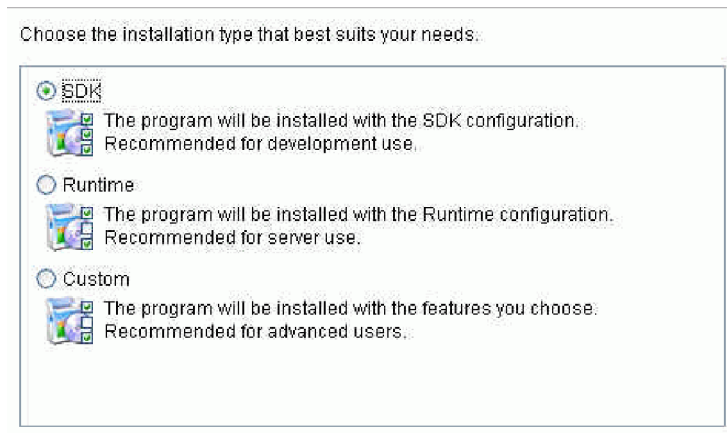 Choose the installation type that best suits your needs.
SDK
The program will be installed with the SDK configuration.
Recommended for development use.
Runtime
The program will be installed with the Runtime configuration.
Recommended for server use.
Custom
The program will be installed with the features you choose.
Recommended for advanced users.